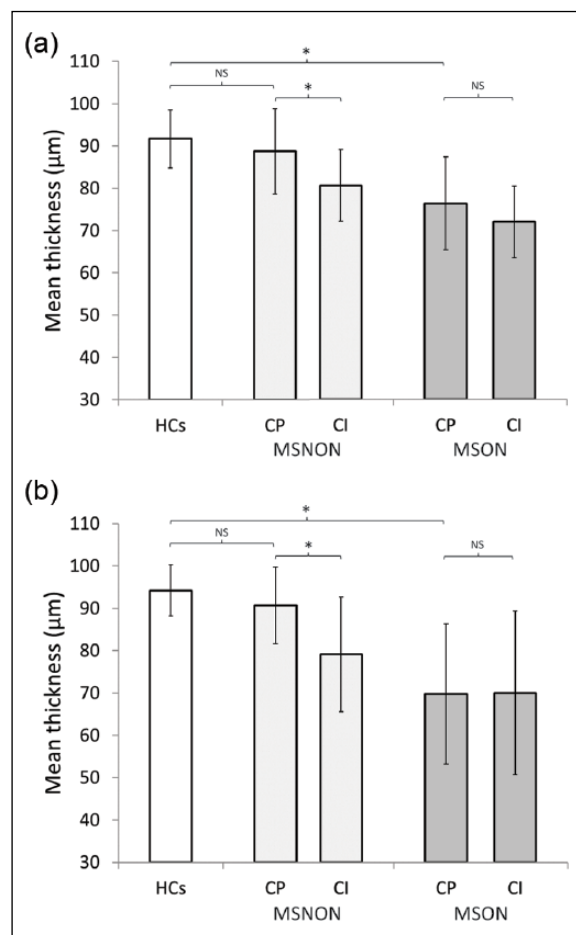 (a)
110
100
90
80
70
60
50
40
30
Mean thickness (µm)
*
NS
*
NS
HCs
CP
CI
CP
CI
MSNON
MSON
(b)
110
100
90
80
70
60
50
40
30
Mean thickness (µm)
*
NS
*
NS
HCs
CP
CI
CP
CI
MSNON
MSON